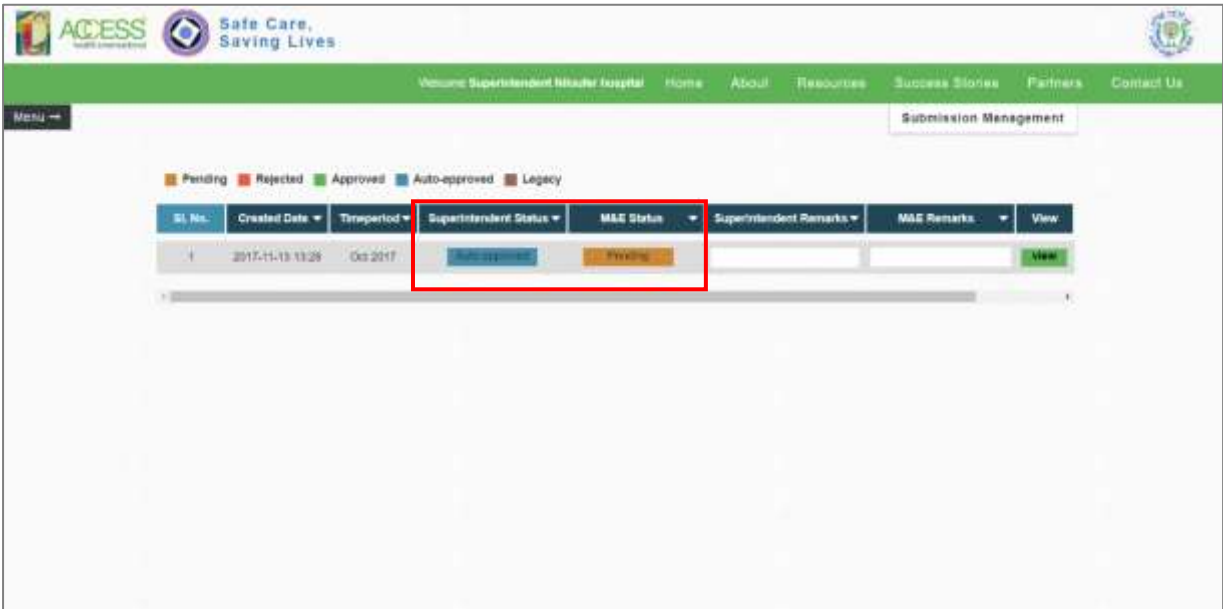 ACCESS
Safe Care,
Saving Lives
Welcome Superintendent Niloufer hospital Home About Resources Success Stories Partners Contact Us
Menu →
Submission Management
Pending Rejected Approved Auto-approved Legacy
Sl. No. Created Date Timeperiod Superintendent Status M&E Status Superintendent Remarks M&E Remarks View
1 2017-11-13 13:28 Oct 2017 Auto-approved Pending View